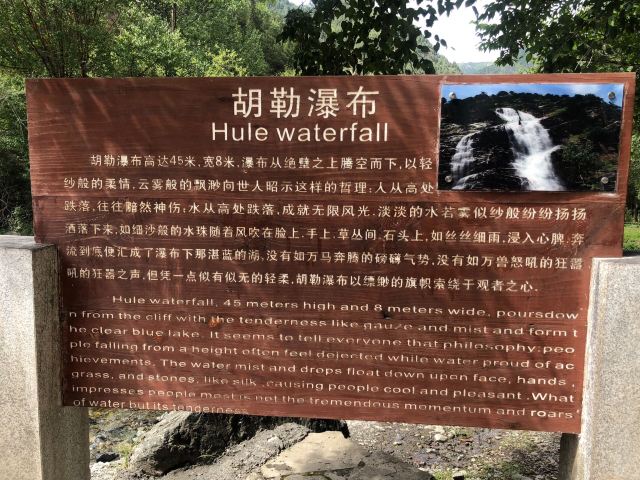 胡勒瀑布
Hule waterfall
胡勒瀑布高达45米,宽8米,瀑布从绝壁之上腾空而下,以轻
纱般的柔情,云雾般的飘渺向世人昭示这样的哲理:人从高处
跌落,往往黯然神伤;水从高处跌落,成就无限风光.淡淡的水若雾似纱般纷纷扬扬
洒落下来,如细沙般的水珠随着风吹在脸上,手上,草丛间,石头上,如丝丝细雨,浸入心脾.奔
流到底便汇成了瀑布下那湛蓝的湖,没有如万马奔腾的磅礴气势,没有如万兽怒吼的狂嚣
吼的狂嚣之声,但凭一点似有似无的轻柔,胡勒瀑布以缥缈的旗帜萦绕于观者之心.
Hule waterfall, 45 meters high and 8 meters wide, poursdow
n from the cliff with the tenderness like gauze and mist and form t
he clear blue lake. It seems to tell everyone that philosophy:peo
ple falling from a height often feel dejected while water proud of ac
hievements. The water mist and drops float down upon face, hands ,
grass, and stones, like silk ,causing people cool and pleasant .What
impresses people most is not the tremendous momentum and roars'
of water but its tenderness